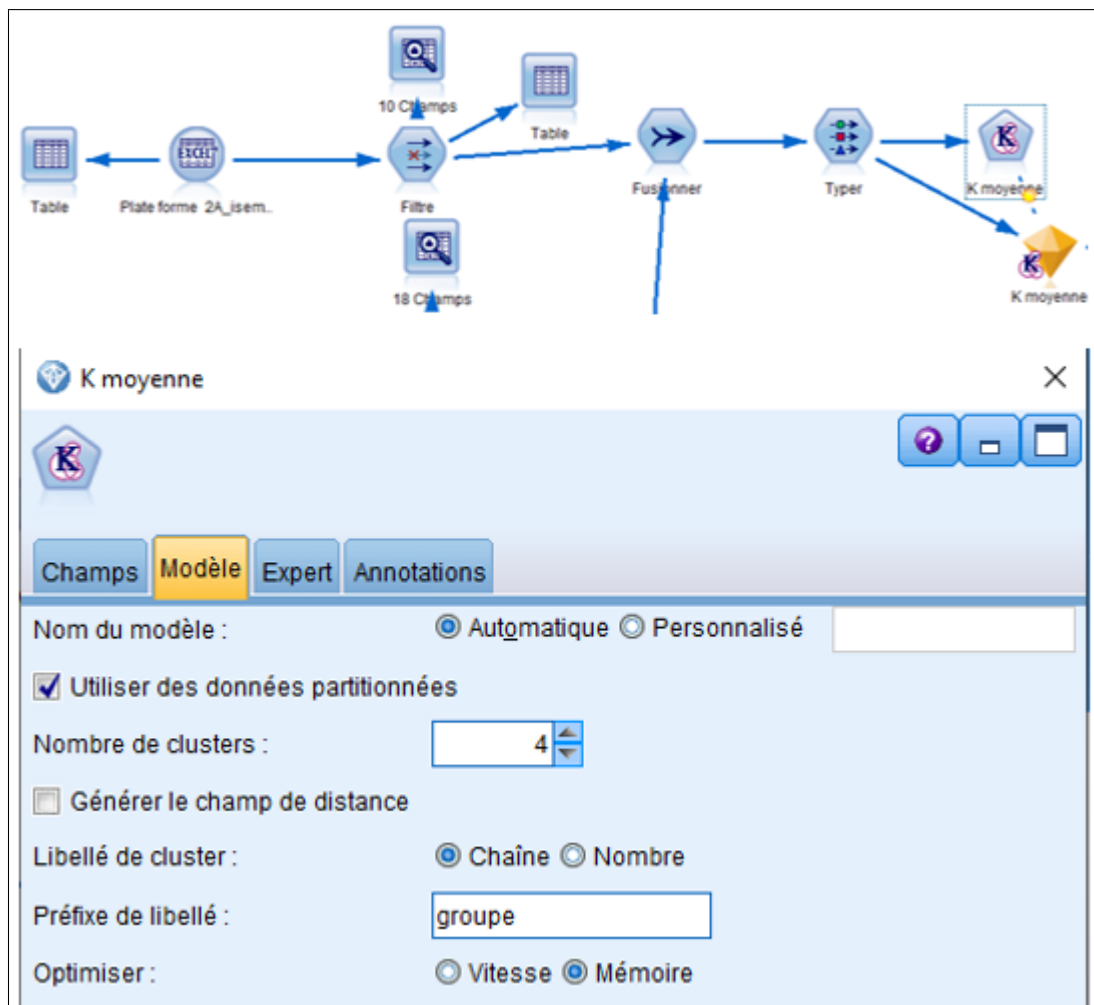 10 Champs
Table
Table
Plate forme 2A_isem..
Filtre
Fusionner
Typer
K moyenne
18 Champs
K moyenne
K moyenne
Champs Modèle Expert Annotations
Nom du modèle : Automatique Personnalisé
Utiliser des données partitionnées
Nombre de clusters : 4
Générer le champ de distance
Libellé de cluster : Chaîne Nombre
Préfixe de libellé : groupe
Optimiser : Vitesse Mémoire